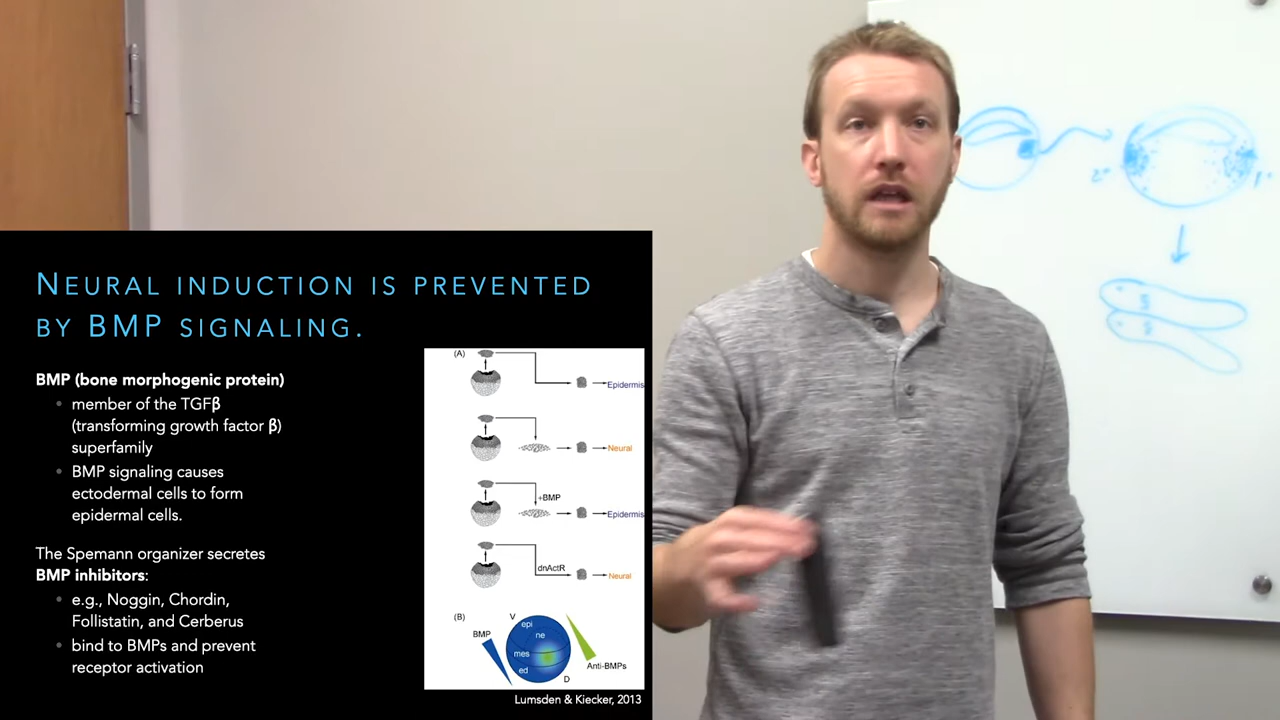 NEURAL INDUCTION IS PREVENTED
BY BMP SIGNALING.
BMP (bone morphogenic protein)
• member of the TGFβ
(transforming growth factor β)
superfamily
• BMP signaling causes
ectodermal cells to form
epidermal cells.
The Spemann organizer secretes
BMP inhibitors:
• e.g., Noggin, Chordin,
Follistatin, and Cerberus
• bind to BMPs and prevent
receptor activation
(A)
Epidermis
Neural
+BMP
Epidermis
dnActR
Neural
(B)
V
epi
BMP
ne
mes
ed
Anti-BMPs
D
Lumsden & Kiecker, 2013
2°
1°